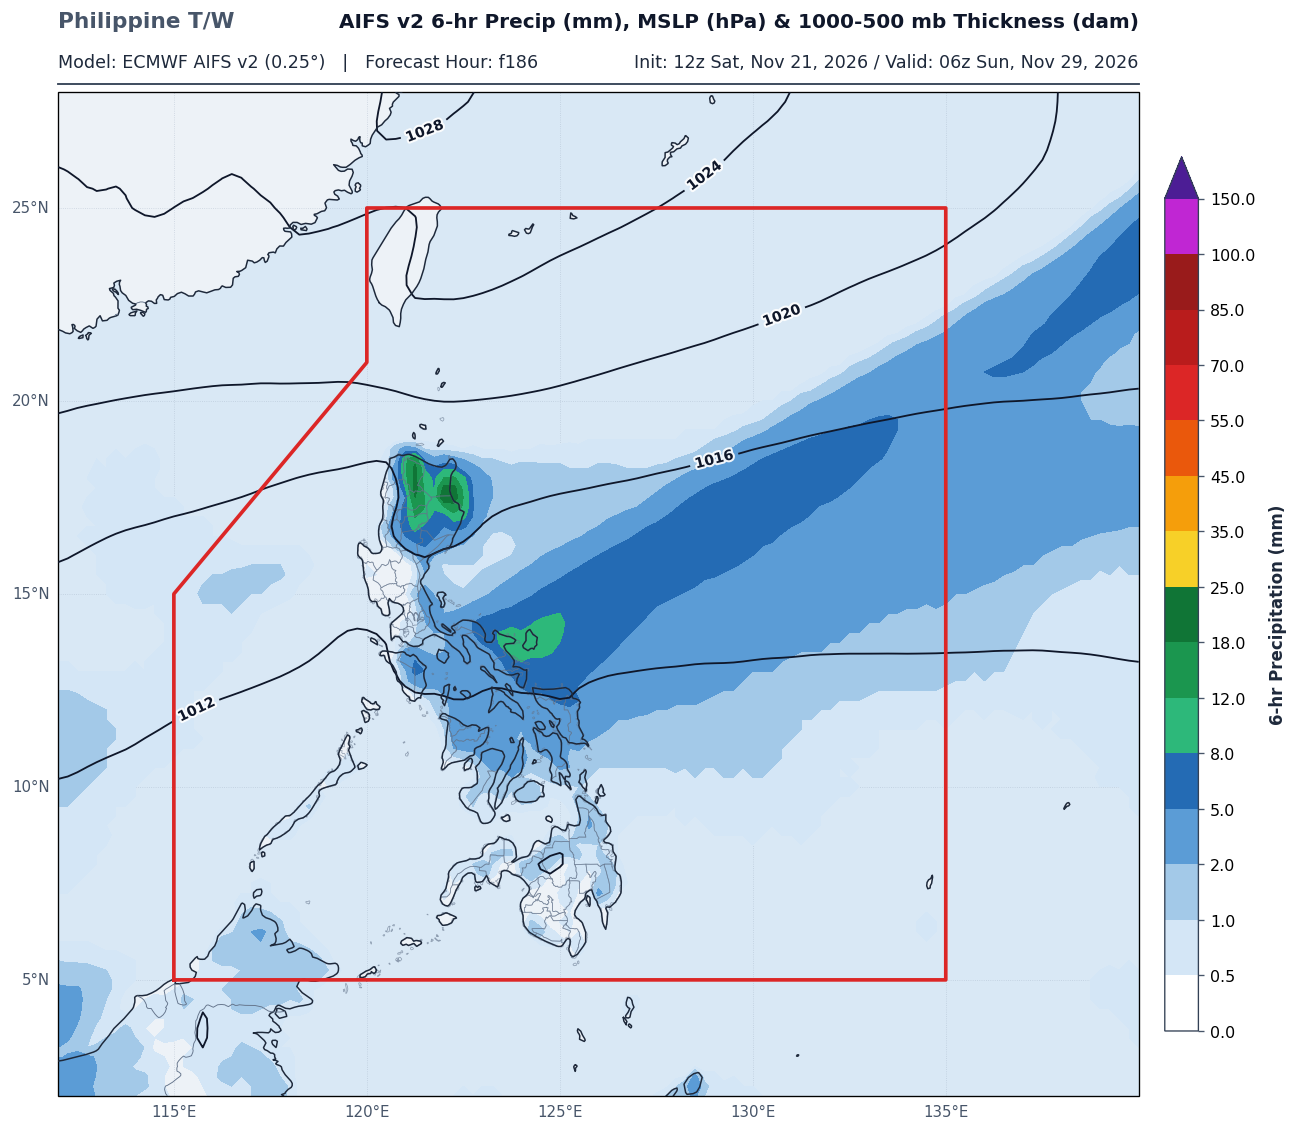 Philippine T/W
AIFS v2 6-hr Precip (mm), MSLP (hPa) & 1000-500 mb Thickness (dam)
Model: ECMWF AIFS v2 (0.25°)   |   Forecast Hour: f186
Init: 12z Sat, Nov 21, 2026 / Valid: 06z Sun, Nov 29, 2026
1028
1024
1020
1016
1012
25°N
20°N
15°N
10°N
5°N
115°E
120°E
125°E
130°E
135°E
150.0
100.0
85.0
70.0
55.0
45.0
35.0
25.0
18.0
12.0
8.0
5.0
2.0
1.0
0.5
0.0
6-hr Precipitation (mm)